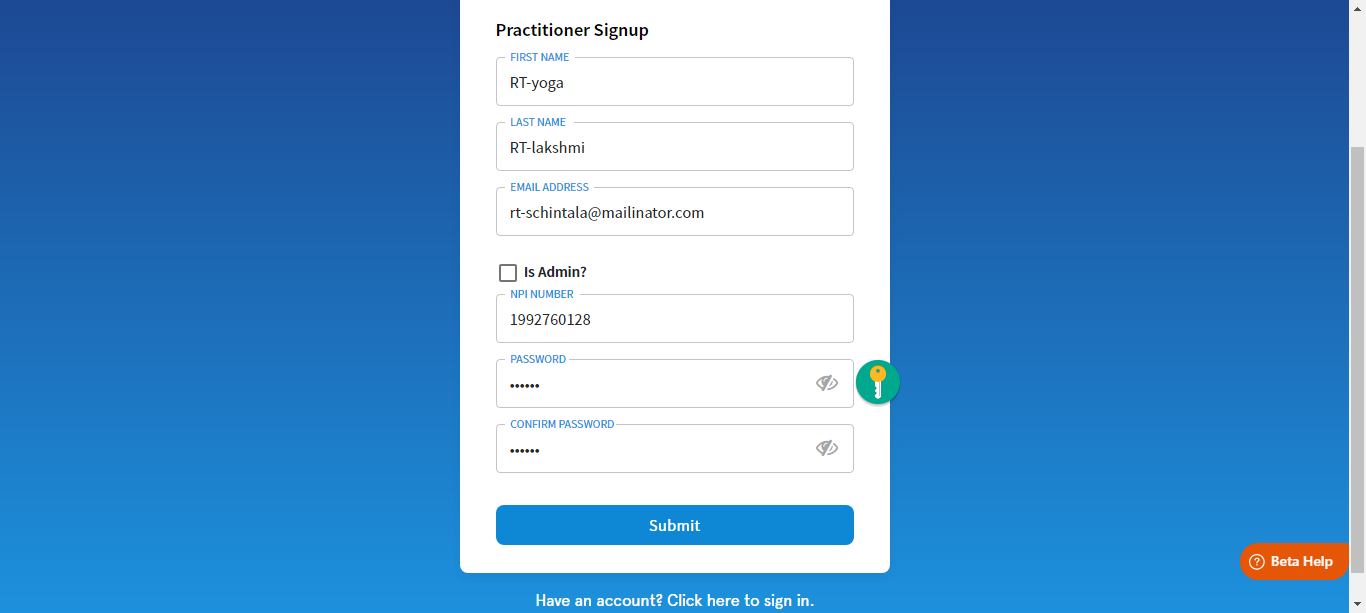 Practitioner Signup
FIRST NAME
RT-yoga
LAST NAME
RT-lakshmi
EMAIL ADDRESS
rt-schintala@mailinator.com
Is Admin?
NPI NUMBER
1992760128
PASSWORD
••••••
CONFIRM PASSWORD
••••••
Submit
? Beta Help
Have an account? Click here to sign in.